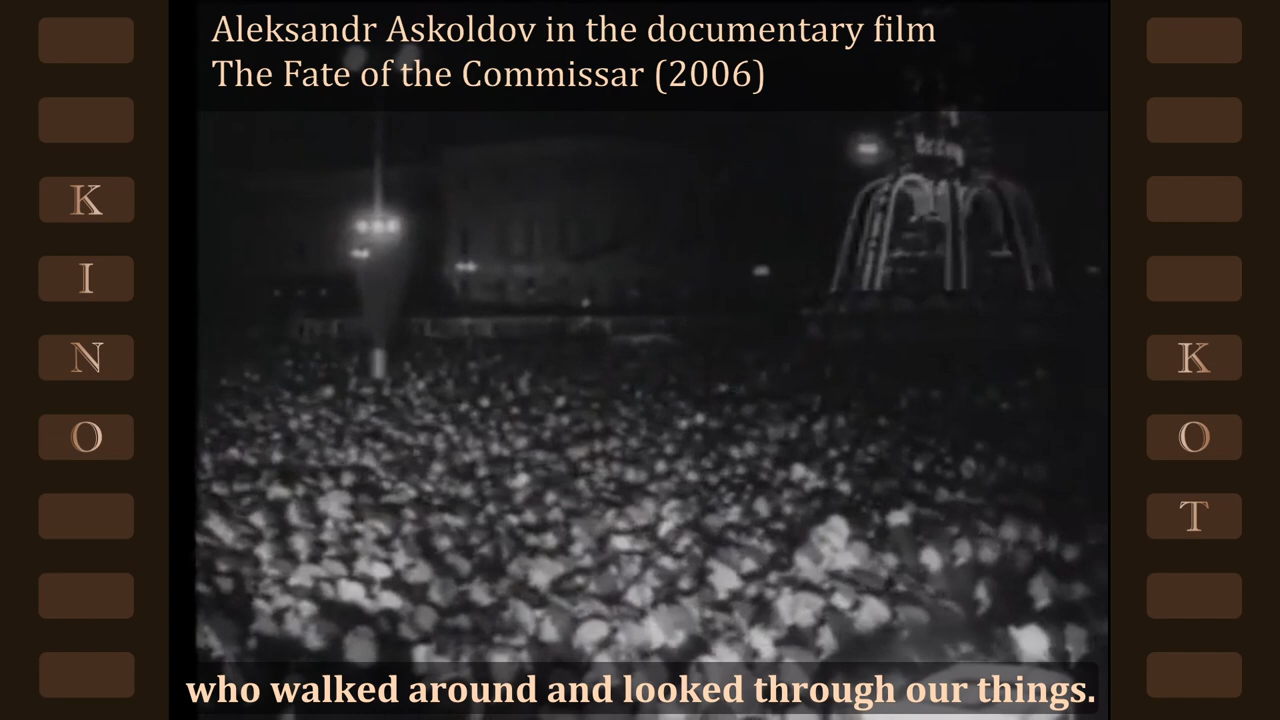 Aleksandr Askoldov in the documentary film
The Fate of the Commissar (2006)
K
I
N
O
K
O
T
who walked around and looked through our things.